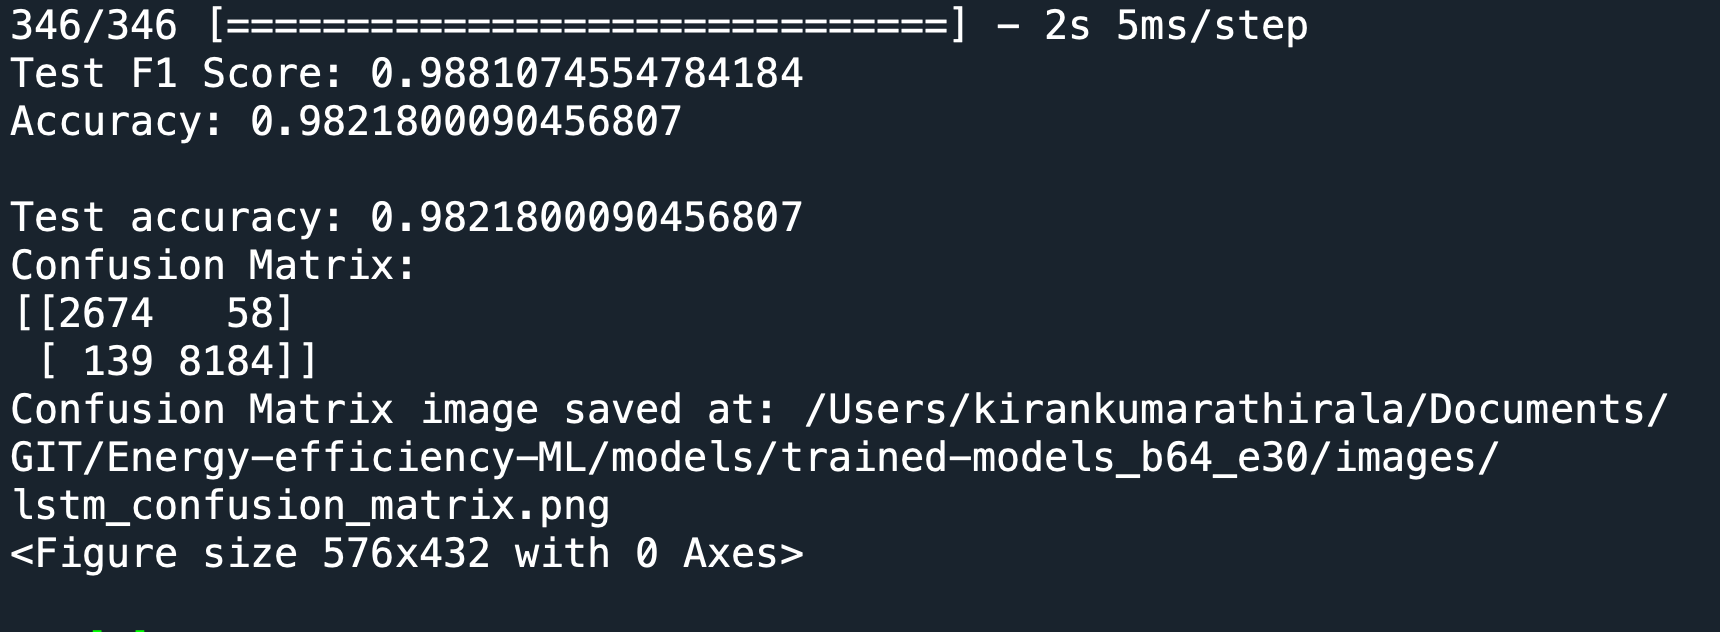 346/346 [==============================] - 2s 5ms/step
Test F1 Score: 0.9881074554784184
Accuracy: 0.9821800090456807
Test accuracy: 0.9821800090456807
Confusion Matrix:
[[2674   58]
 [ 139 8184]]
Confusion Matrix image saved at: /Users/kirankumarathirala/Documents/
GIT/Energy-efficiency-ML/models/trained-models_b64_e30/images/
lstm_confusion_matrix.png
<Figure size 576x432 with 0 Axes>